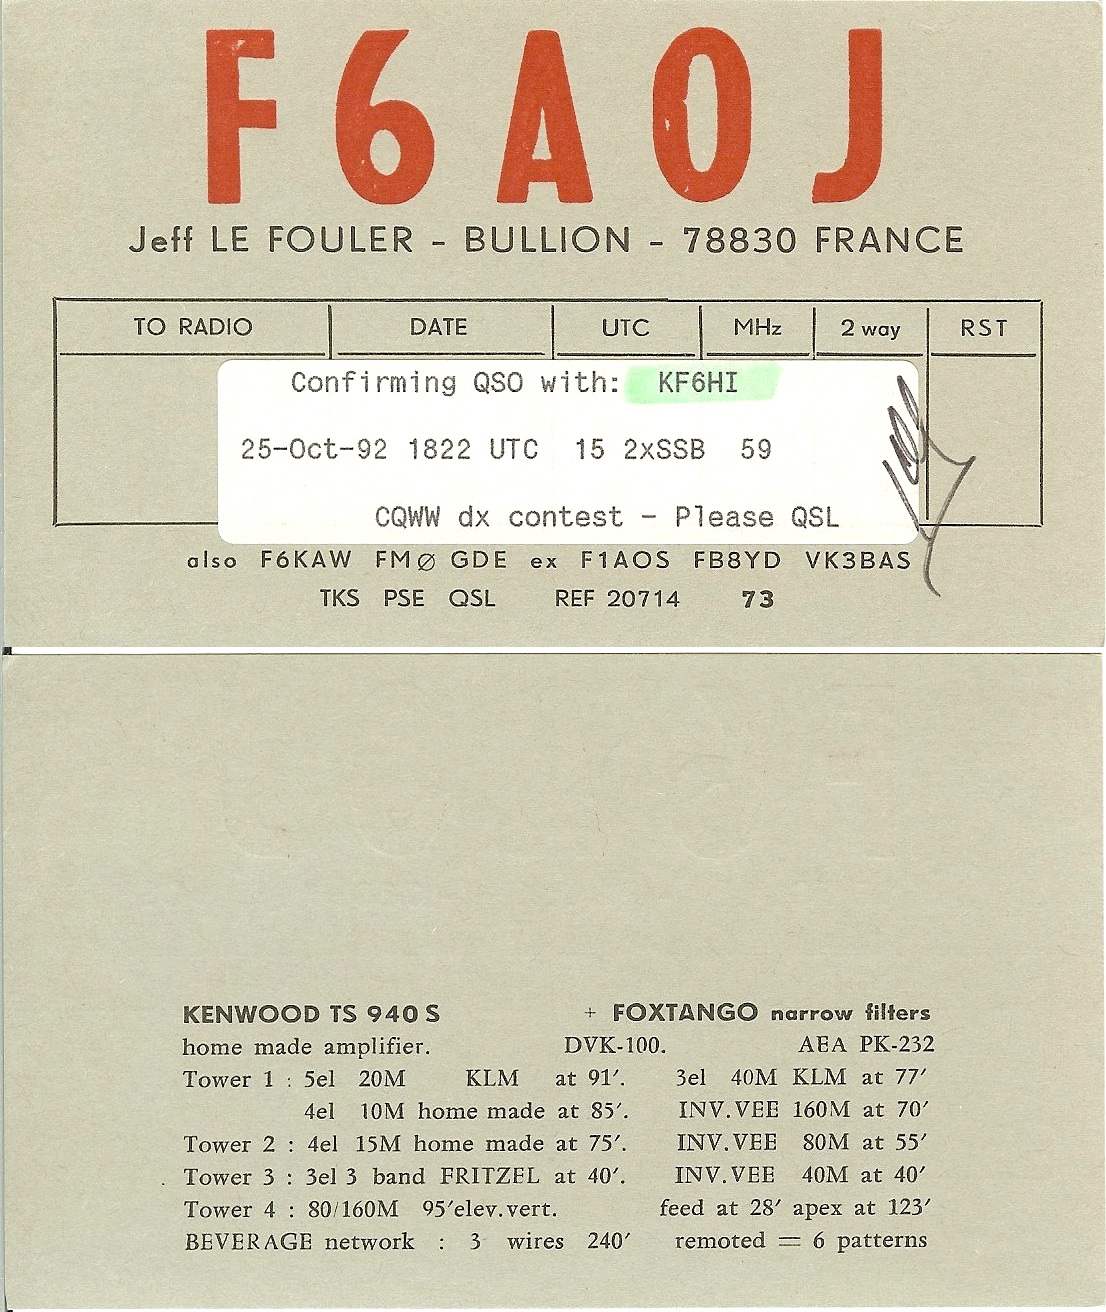 F6AOJ
Jeff LE FOULER - BULLION - 78830 FRANCE
TO RADIO DATE UTC MHz 2 way RST
Confirming QSO with: KF6HI
25-Oct-92 1822 UTC 15 2xSSB 59
CQWW dx contest - Please QSL
also F6KAW FMØ GDE ex F1AOS FB8YD VK3BAS
TKS PSE QSL REF 20714 73
KENWOOD TS 940 S + FOXTANGO narrow filters
home made amplifier. DVK-100. AEA PK-232
Tower 1 : 5el 20M KLM at 91'. 3el 40M KLM at 77'
4el 10M home made at 85'. INV.VEE 160M at 70'
Tower 2 : 4el 15M home made at 75'. INV.VEE 80M at 55'
Tower 3 : 3el 3 band FRITZEL at 40'. INV.VEE 40M at 40'
Tower 4 : 80/160M 95'elev.vert. feed at 28' apex at 123'
BEVERAGE network : 3 wires 240' remoted = 6 patterns